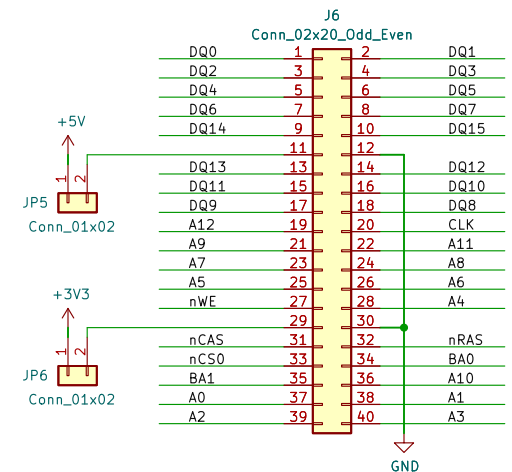 J6
Conn_02x20_Odd_Even
DQ0 1 2 DQ1
DQ2 3 4 DQ3
DQ4 5 6 DQ5
DQ6 7 8 DQ7
+5V
DQ14 9 10 DQ15
11 12
1 2
DQ13 13 14 DQ12
DQ11 15 16 DQ10
JP5
DQ9 17 18 DQ8
Conn_01x02
A12 19 20 CLK
A9 21 22 A11
A7 23 24 A8
A5 25 26 A6
+3V3
nWE 27 28 A4
29 30
1 2
nCAS 31 32 nRAS
nCS0 33 34 BA0
JP6
BA1 35 36 A10
Conn_01x02
A0 37 38 A1
A2 39 40 A3
GND